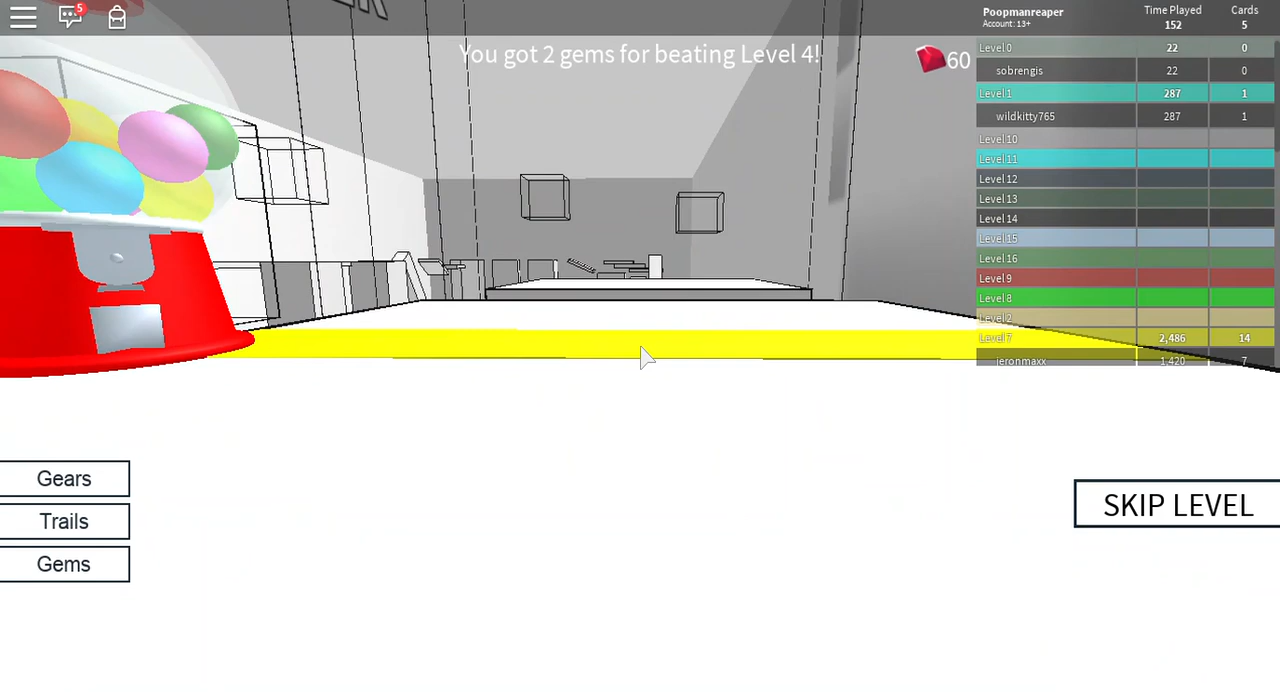 5
Poopmanreaper
Account: 13+
Time Played
152
Cards
5
You got 2 gems for beating Level 4!
60
Level 0 22 0
sobrengis 22 0
Level 1 287 1
wildkitty765 287 1
Level 10
Level 11
Level 12
Level 13
Level 14
Level 15
Level 16
Level 9
Level 8
Level 2
Level 7 2,486 14
jeronmaxx 1,420 7
Gears
Trails
Gems
SKIP LEVEL